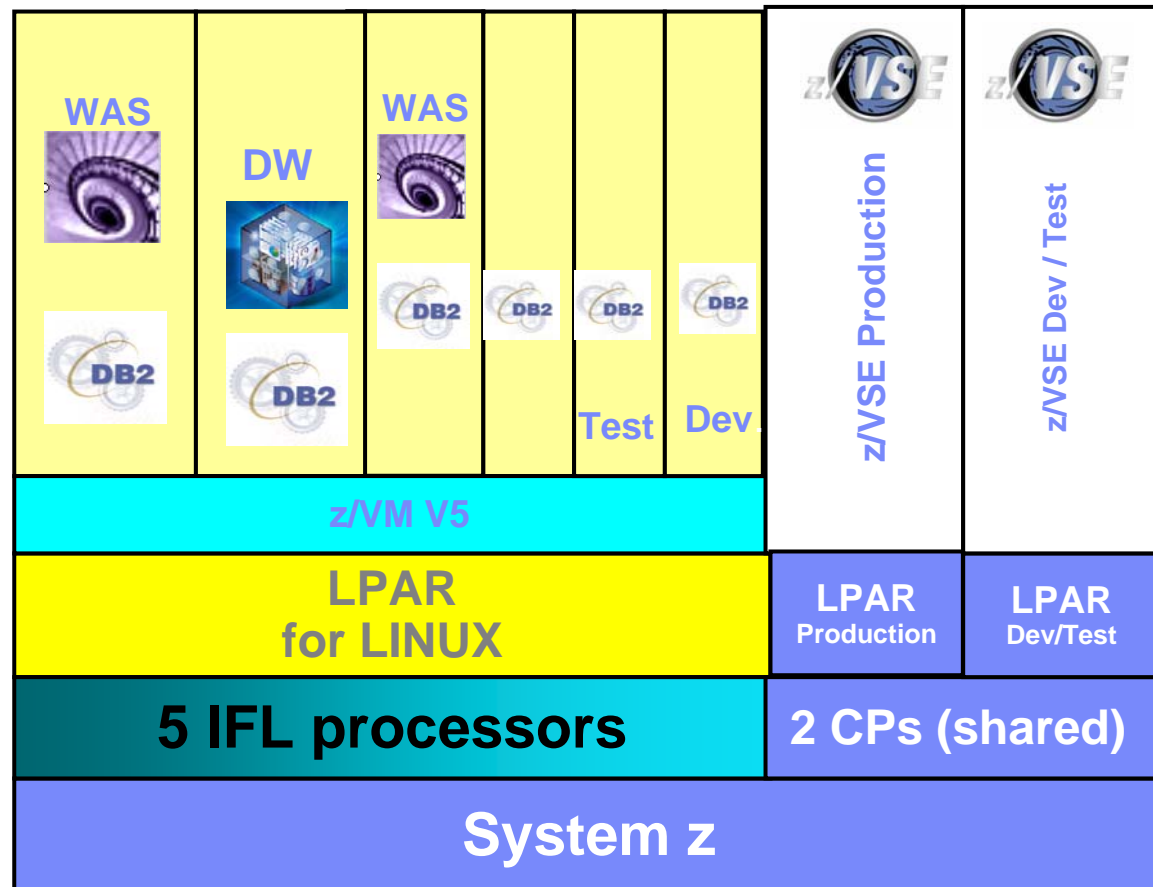 WAS
DB2
DW
DB2
WAS
DB2
DB2
DB2
Test
DB2
Dev
z/VSE
z/VSE Production
z/VSE
z/VSE Dev / Test
z/VM V5
LPAR
for LINUX
LPAR
Production
LPAR
Dev/Test
5 IFL processors
2 CPs (shared)
System z